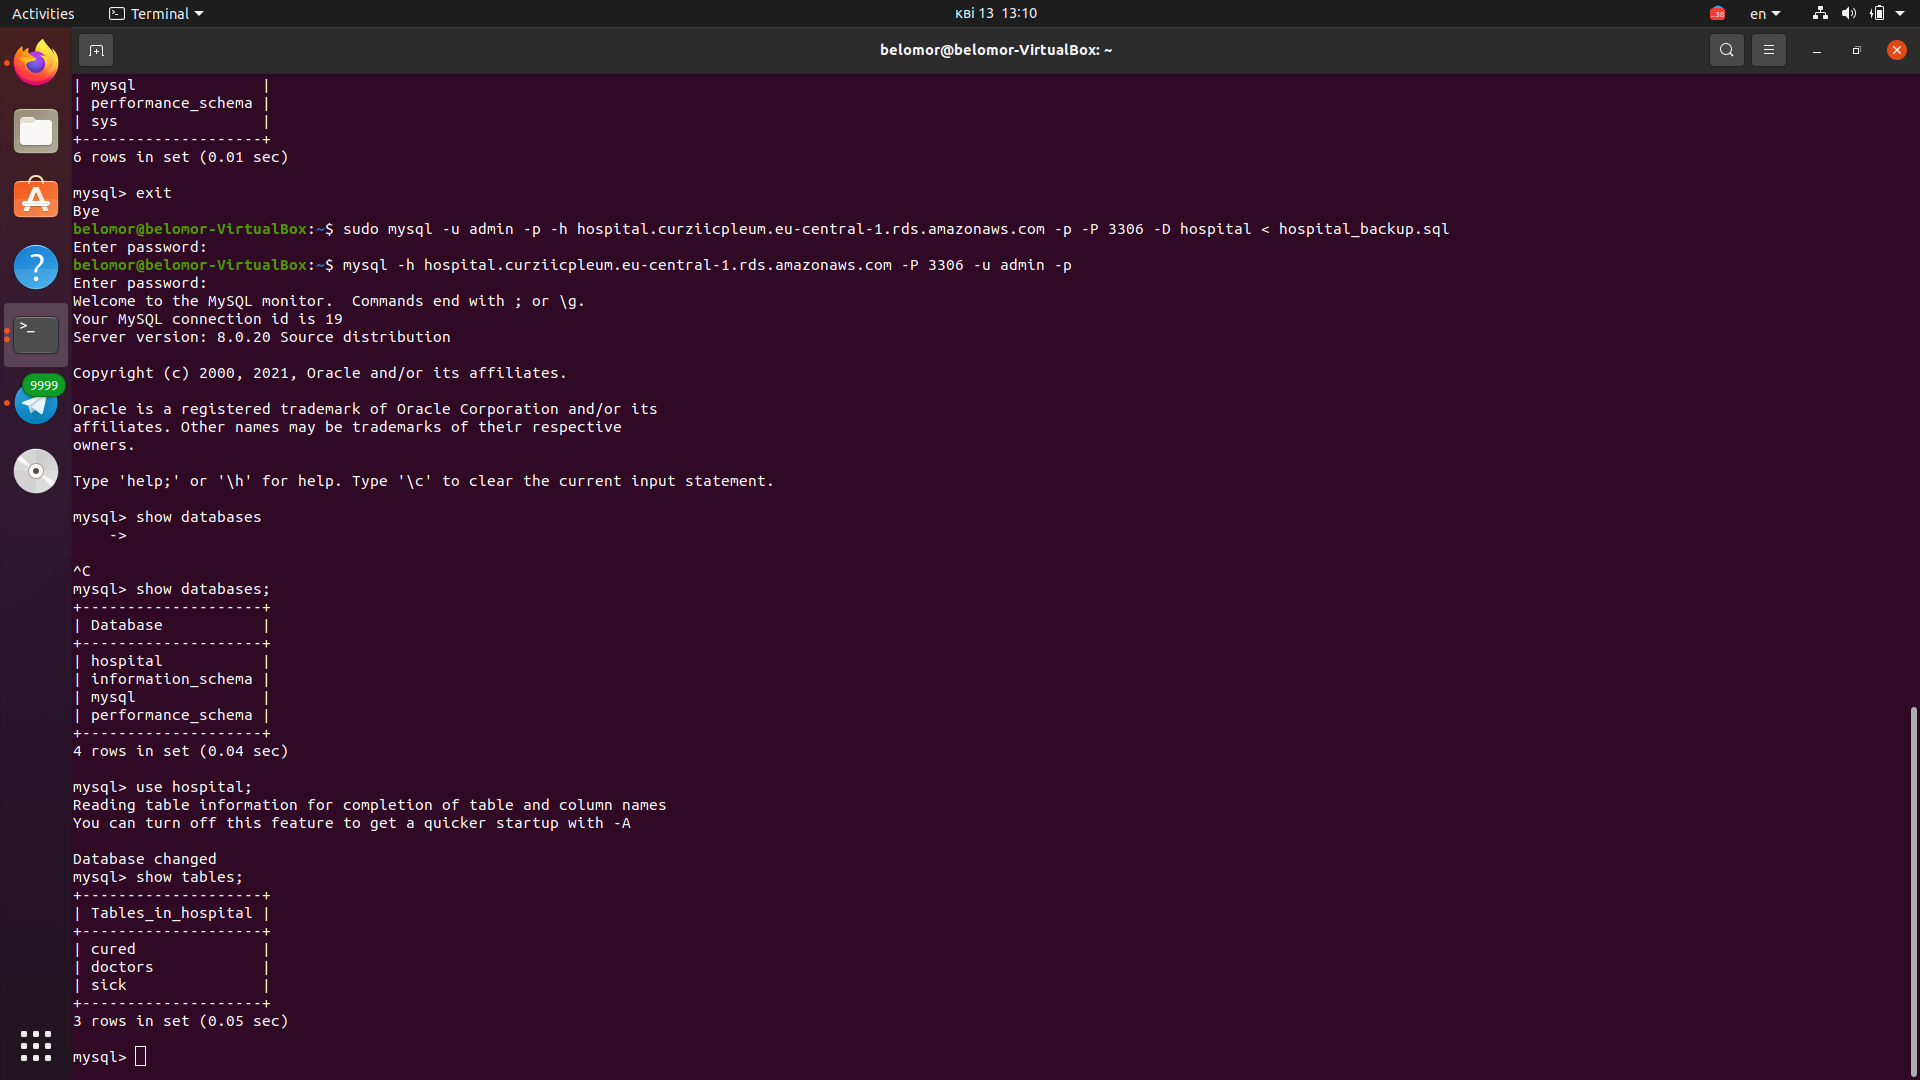 Activities
Terminal
кві 13 13:10
38
en
belomor@belomor-VirtualBox: ~
| mysql              |
| performance_schema |
| sys                |
+--------------------+
6 rows in set (0.01 sec)
mysql> exit
Bye
belomor@belomor-VirtualBox:~$ sudo mysql -u admin -p -h hospital.curziicpleum.eu-central-1.rds.amazonaws.com -p -P 3306 -D hospital < hospital_backup.sql
Enter password:
belomor@belomor-VirtualBox:~$ mysql -h hospital.curziicpleum.eu-central-1.rds.amazonaws.com -P 3306 -u admin -p
Enter password:
Welcome to the MySQL monitor.  Commands end with ; or \g.
Your MySQL connection id is 19
Server version: 8.0.20 Source distribution
Copyright (c) 2000, 2021, Oracle and/or its affiliates.
Oracle is a registered trademark of Oracle Corporation and/or its
affiliates. Other names may be trademarks of their respective
owners.
Type 'help;' or '\h' for help. Type '\c' to clear the current input statement.
mysql> show databases
    ->
^C
mysql> show databases;
+--------------------+
| Database           |
+--------------------+
| hospital           |
| information_schema |
| mysql              |
| performance_schema |
+--------------------+
4 rows in set (0.04 sec)
mysql> use hospital;
Reading table information for completion of table and column names
You can turn off this feature to get a quicker startup with -A
Database changed
mysql> show tables;
+--------------------+
| Tables_in_hospital |
+--------------------+
| cured              |
| doctors            |
| sick               |
+--------------------+
3 rows in set (0.05 sec)
mysql>
>_
9999